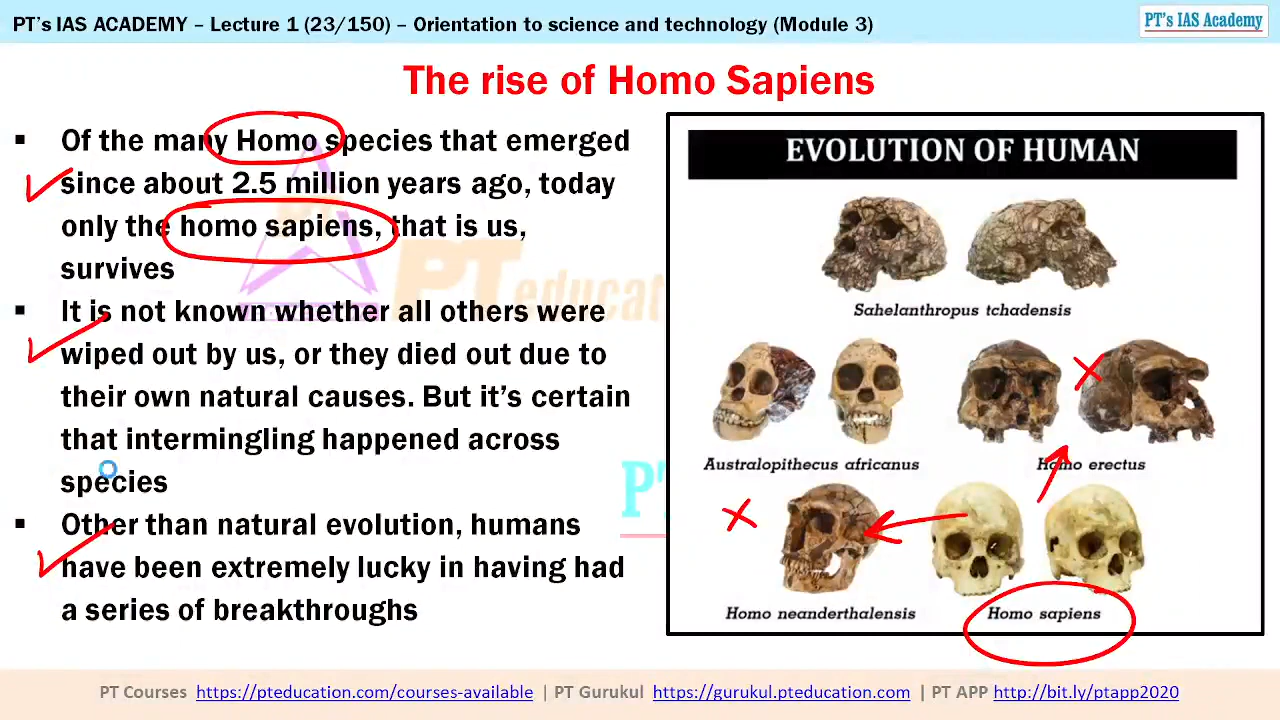 PT's IAS ACADEMY – Lecture 1 (23/150) – Orientation to science and technology (Module 3)
PT's IAS Academy
The rise of Homo Sapiens
▪ Of the many Homo species that emerged
since about 2.5 million years ago, today
only the homo sapiens, that is us,
survives
▪ It is not known whether all others were
wiped out by us, or they died out due to
their own natural causes. But it's certain
that intermingling happened across
species
▪ Other than natural evolution, humans
have been extremely lucky in having had
a series of breakthroughs
PT educat
PT
EVOLUTION OF HUMAN
Sahelanthropus tchadensis
Australopithecus africanus
Homo erectus
Homo neanderthalensis
Homo sapiens
PT Courses https://pteducation.com/courses-available | PT Gurukul https://gurukul.pteducation.com | PT APP http://bit.ly/ptapp2020